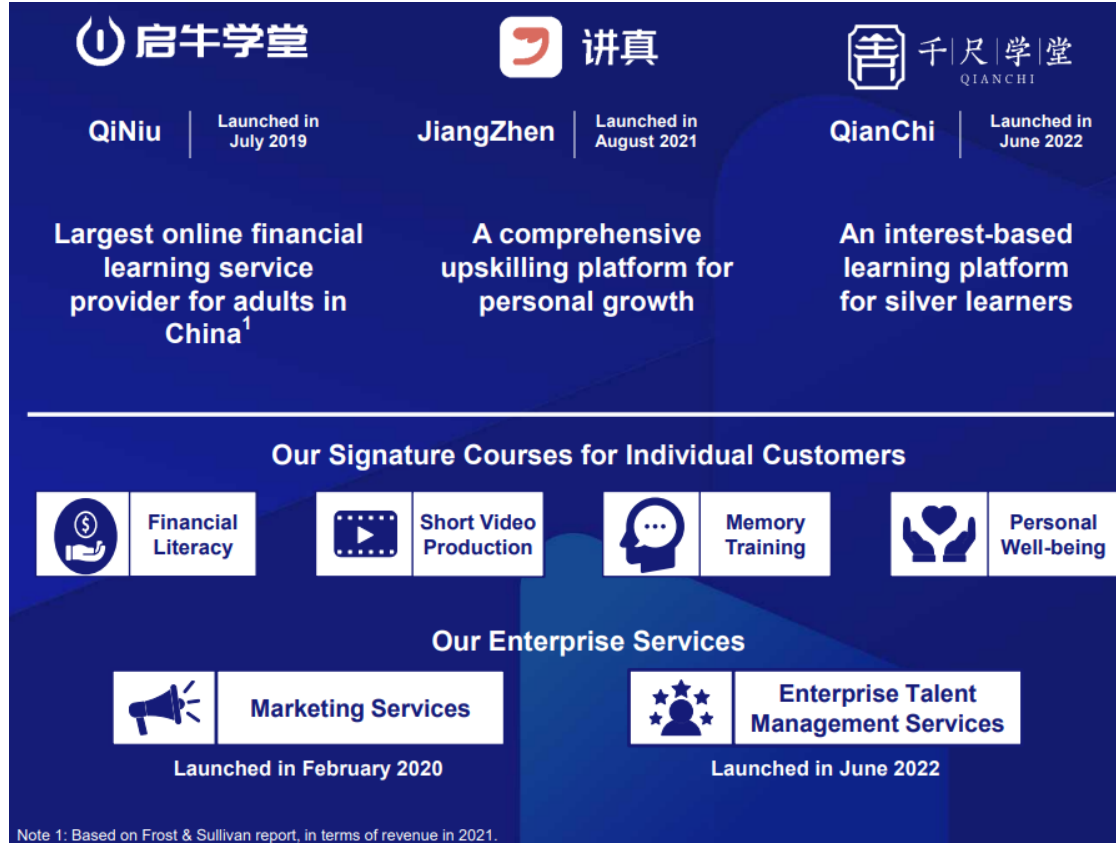 启牛学堂
讲真
千尺学堂
QIANCHI
QiNiu
Launched in
July 2019
JiangZhen
Launched in
August 2021
QianChi
Launched in
June 2022
Largest online financial
learning service
provider for adults in
China1
A comprehensive
upskilling platform for
personal growth
An interest-based
learning platform
for silver learners
Our Signature Courses for Individual Customers
$
Financial
Literacy
Short Video
Production
Memory
Training
Personal
Well-being
Our Enterprise Services
Marketing Services
Enterprise Talent
Management Services
Launched in February 2020
Launched in June 2022
Note 1: Based on Frost & Sullivan report, in terms of revenue in 2021.